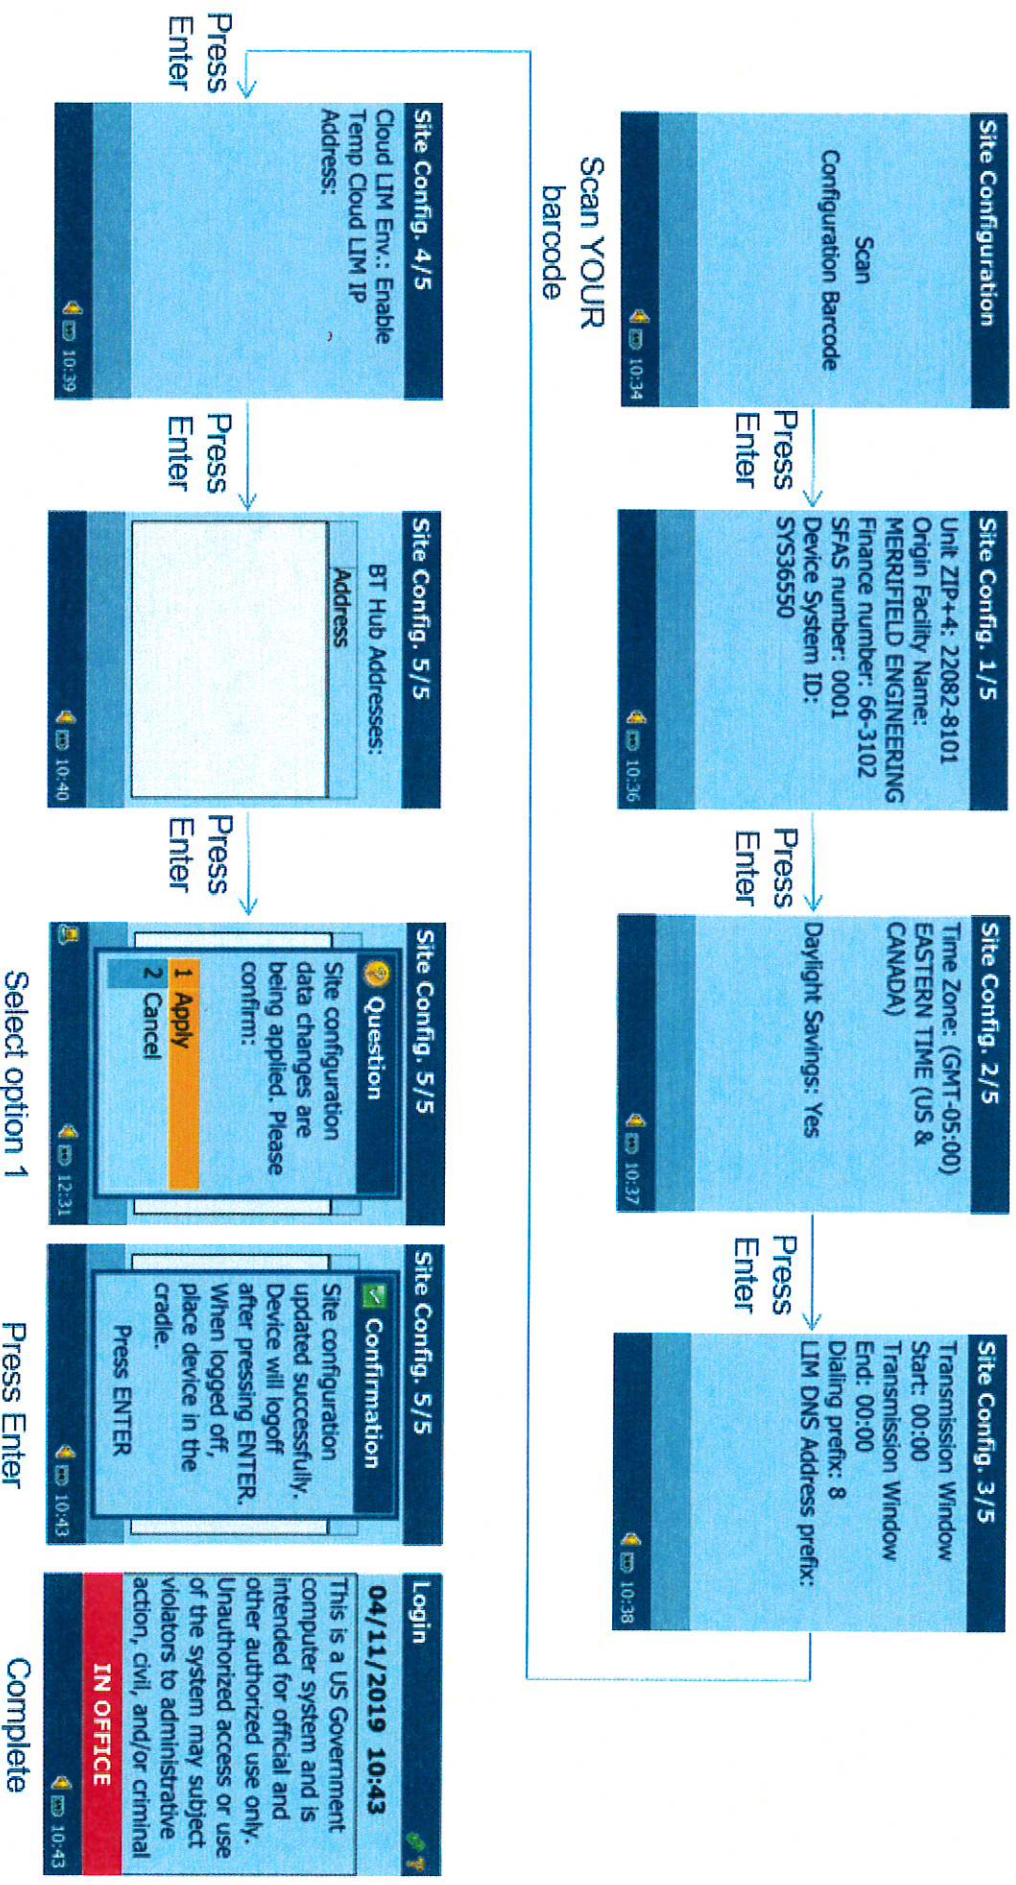 Site Configuration
Scan
Configuration Barcode
10:34
Scan YOUR
barcode
Press
Enter
Site Config. 1/5
Unit ZIP+4: 22082-8101
Origin Facility Name:
MERRIFIELD ENGINEERING
Finance number: 66-3102
SFAS number: 0001
Device System ID:
SYS36550
10:36
Press
Enter
Site Config. 2/5
Time Zone: (GMT-05:00)
EASTERN TIME (US &
CANADA)
Daylight Savings: Yes
10:37
Press
Enter
Site Config. 3/5
Transmission Window
Start: 00:00
Transmission Window
End: 00:00
Dialing prefix: 8
LIM DNS Address prefix:
10:38
Press
Enter
Site Config. 4/5
Cloud LIM Env.: Enable
Temp Cloud LIM IP
Address:
10:39
Press
Enter
Site Config. 5/5
BT Hub Addresses:
Address
10:40
Press
Enter
Site Config. 5/5
Question
Site configuration
data changes are
being applied. Please
confirm:
1 Apply
2 Cancel
12:31
Select option 1
Site Config. 5/5
Confirmation
Site configuration
updated successfully.
Device will logoff
after pressing ENTER.
When logged off,
place device in the
cradle.
Press ENTER
10:43
Press Enter
Login
04/11/2019 10:43
This is a US Government
computer system and is
intended for official and
other authorized use only.
Unauthorized access or use
of the system may subject
violators to administrative
action, civil, and/or criminal
IN OFFICE
10:43
Complete